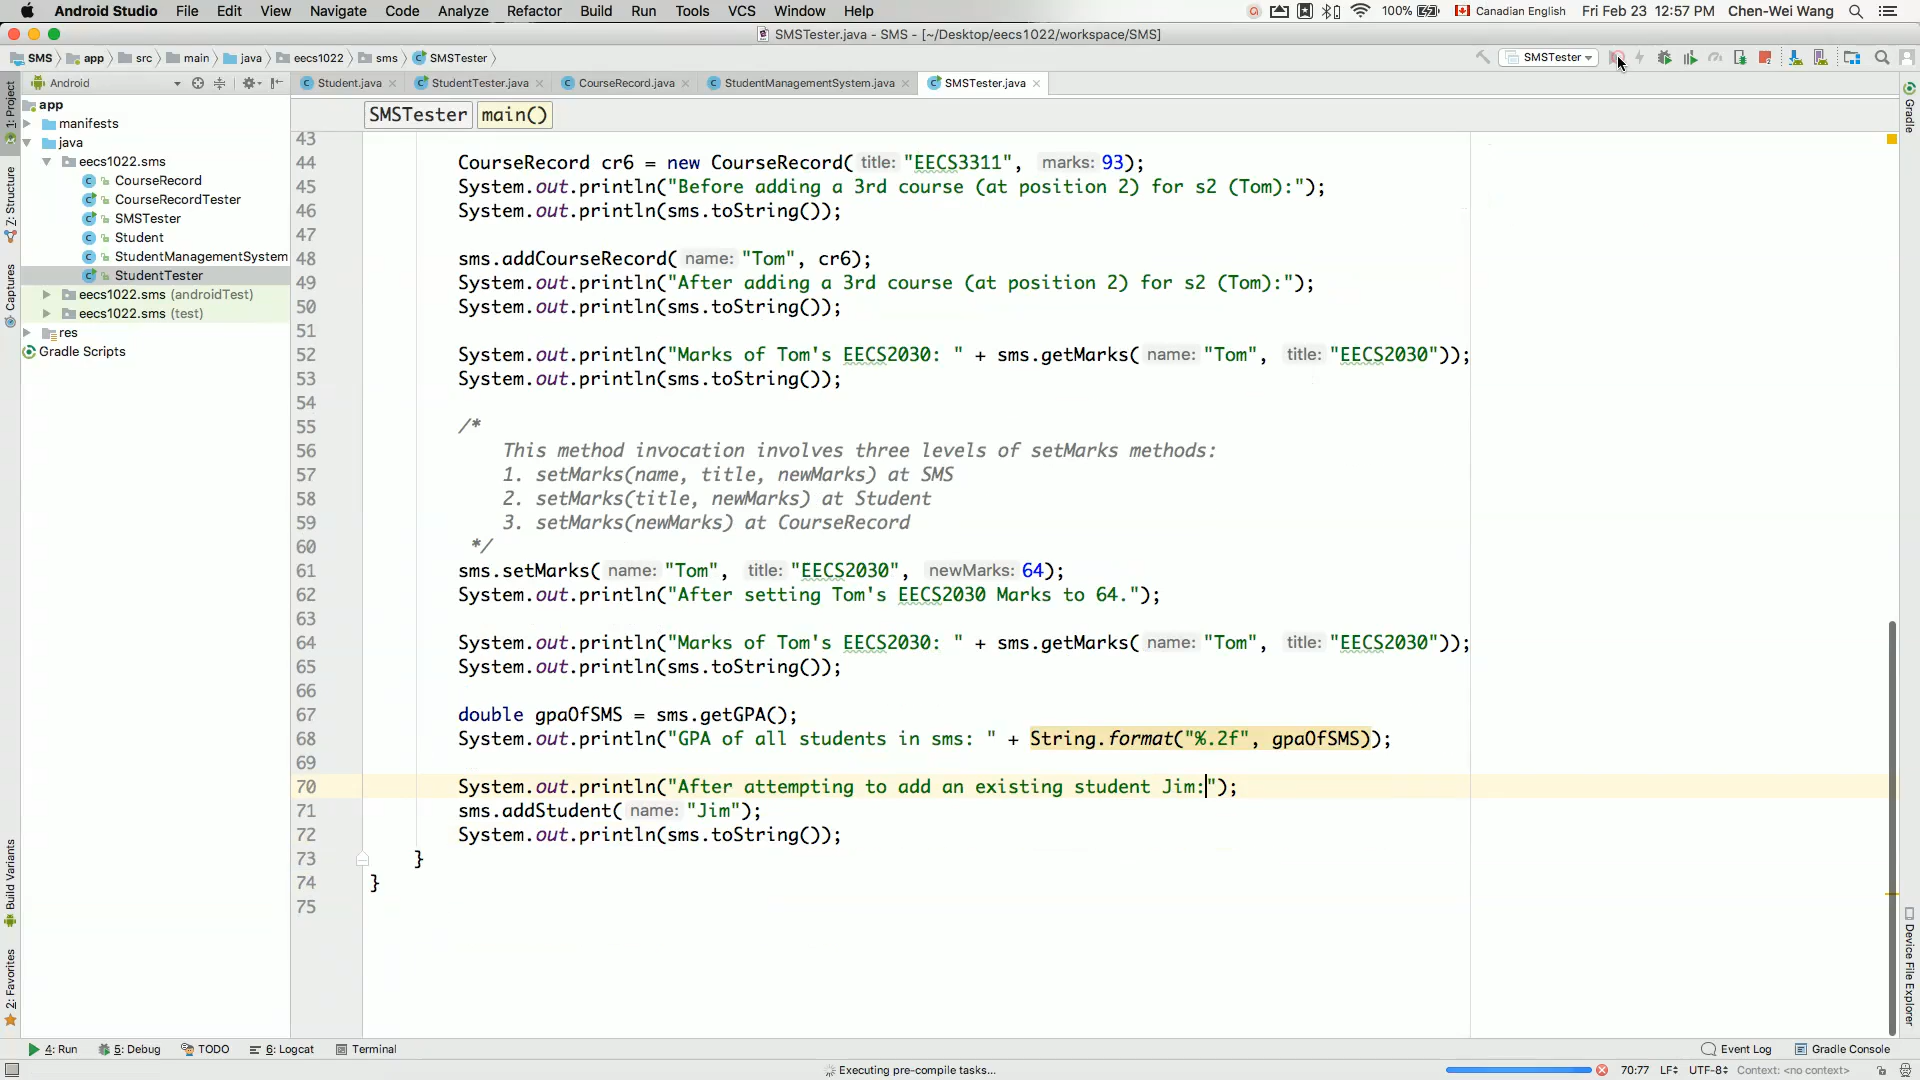 Android Studio File Edit View Navigate Code Analyze Refactor Build Run Tools VCS Window Help 100% Canadian English Fri Feb 23 12:57 PM Chen-Wei Wang
SMSTester.java - SMS - [~/Desktop/eecs1022/workspace/SMS]
SMS app src main java eecs1022 sms SMSTester SMSTester
Android Student.java StudentTester.java CourseRecord.java StudentManagementSystem.java SMSTester.java
SMSTester main()
1: Project
Z: Structure
Captures
Build Variants
2: Favorites
app
manifests
java
eecs1022.sms
CourseRecord
CourseRecordTester
SMSTester
Student
StudentManagementSystem
StudentTester
eecs1022.sms (androidTest)
eecs1022.sms (test)
res
Gradle Scripts
43
44 CourseRecord cr6 = new CourseRecord( title: "EECS3311", marks: 93);
45 System.out.println("Before adding a 3rd course (at position 2) for s2 (Tom):");
46 System.out.println(sms.toString());
47
48 sms.addCourseRecord( name: "Tom", cr6);
49 System.out.println("After adding a 3rd course (at position 2) for s2 (Tom):");
50 System.out.println(sms.toString());
51
52 System.out.println("Marks of Tom's EECS2030: " + sms.getMarks( name: "Tom", title: "EECS2030"));
53 System.out.println(sms.toString());
54
55 /*
56 This method invocation involves three levels of setMarks methods:
57 1. setMarks(name, title, newMarks) at SMS
58 2. setMarks(title, newMarks) at Student
59 3. setMarks(newMarks) at CourseRecord
60 */
61 sms.setMarks( name: "Tom", title: "EECS2030", newMarks: 64);
62 System.out.println("After setting Tom's EECS2030 Marks to 64.");
63
64 System.out.println("Marks of Tom's EECS2030: " + sms.getMarks( name: "Tom", title: "EECS2030"));
65 System.out.println(sms.toString());
66
67 double gpaOfSMS = sms.getGPA();
68 System.out.println("GPA of all students in sms: " + String.format("%.2f", gpaOfSMS));
69
70 System.out.println("After attempting to add an existing student Jim:");
71 sms.addStudent( name: "Jim");
72 System.out.println(sms.toString());
73 }
74 }
75
Gradle
Device File Explorer
4: Run 5: Debug TODO 6: Logcat Terminal Event Log Gradle Console
Executing pre-compile tasks... 70:77 LF UTF-8 Context: <no context>